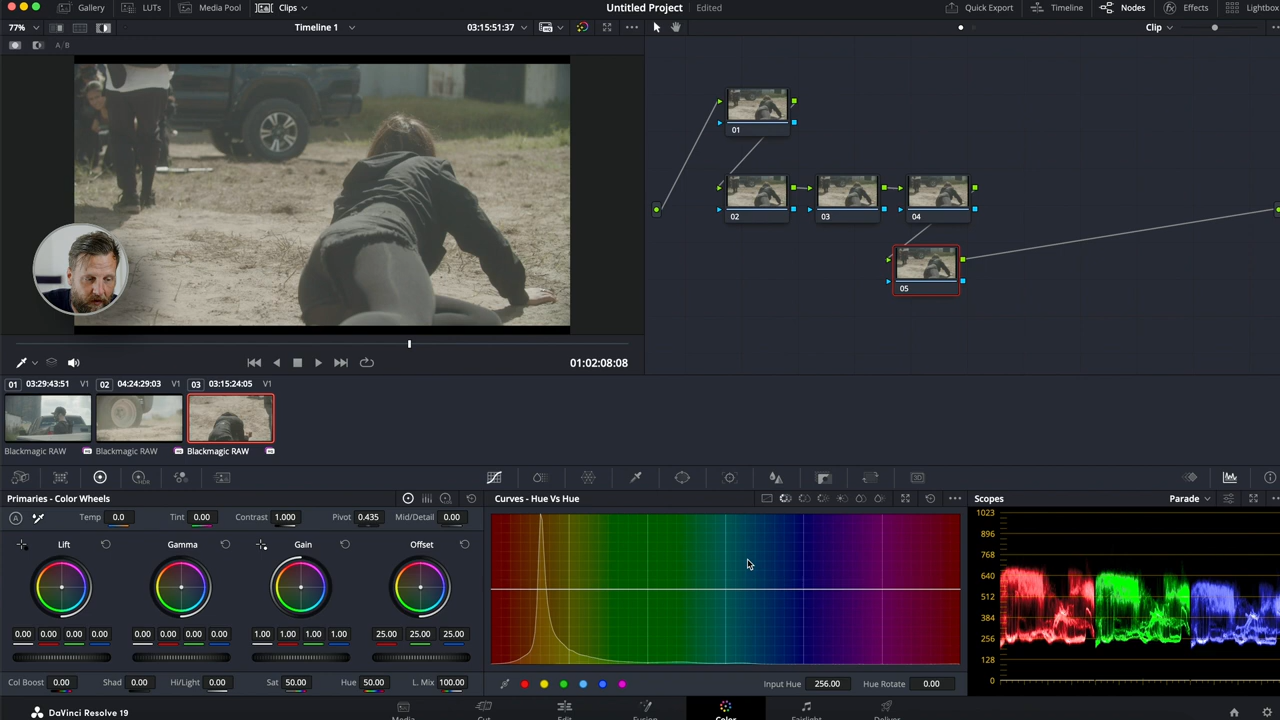 Gallery LUTs Media Pool Clips Untitled Project Edited Quick Export Timeline Nodes Effects Lightbox
77% Timeline 1 03:15:51:37 Clip
A/B
01
02 03 04
05
01:02:08:08
01 03:29:43:51 V1 02 04:24:29:03 V1 03 03:15:24:05 V1
Blackmagic RAW Blackmagic RAW Blackmagic RAW
Primaries - Color Wheels Curves - Hue Vs Hue Scopes Parade
Temp 0.0 Tint 0.00 Contrast 1.000 Pivot 0.435 Mid/Detail 0.00
Lift Gamma Gain Offset
0.00 0.00 0.00 0.00 0.00 0.00 0.00 0.00 1.00 1.00 1.00 1.00 25.00 25.00 25.00
Col Boost 0.00 Shad 0.00 Hi/Light 0.00 Sat 50.00 Hue 50.00 L. Mix 100.00
Input Hue 256.00 Hue Rotate 0.00
1023
896
768
640
512
384
256
128
0
DaVinci Resolve 19 Media Cut Edit Fusion Color Fairlight Deliver